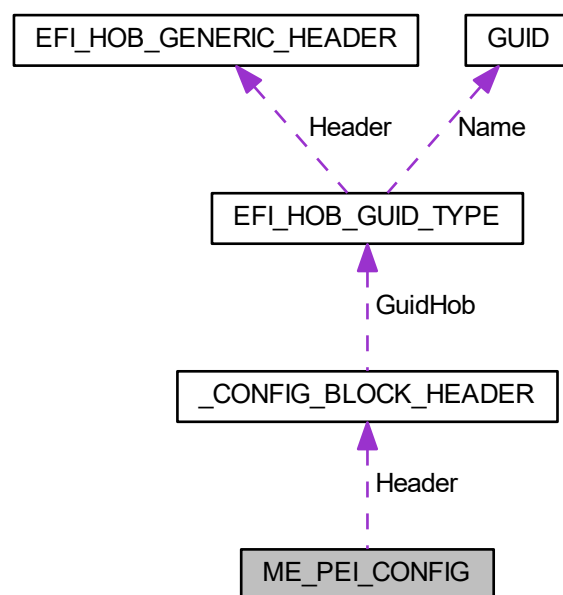 EFI_HOB_GENERIC_HEADER
GUID
Header
Name
EFI_HOB_GUID_TYPE
GuidHob
_CONFIG_BLOCK_HEADER
Header
ME_PEI_CONFIG